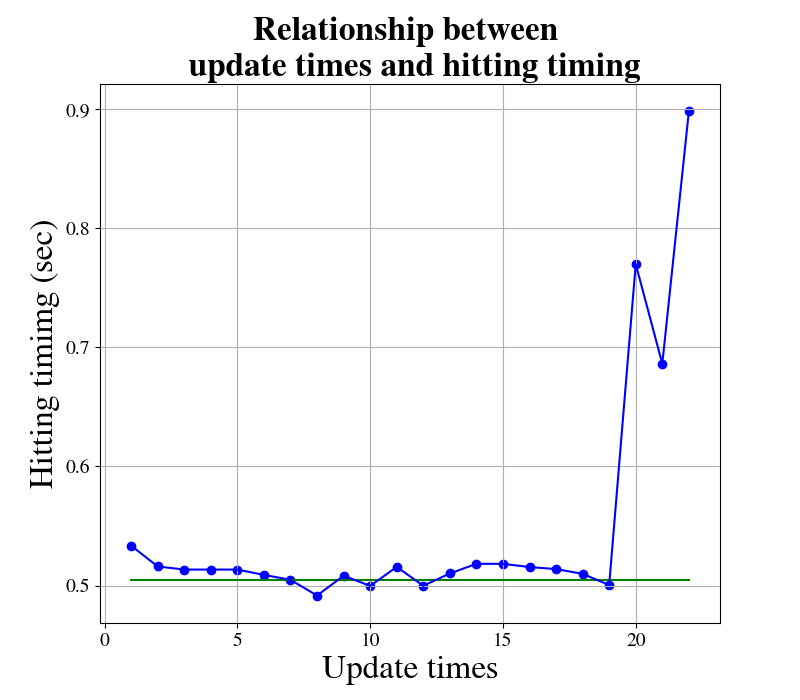 Relationship between
update times and hitting timing
Hitting timimg (sec)
0.9
0.8
0.7
0.6
0.5
0
5
10
15
20
Update times